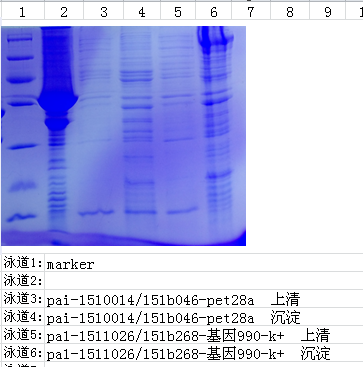 1 2 3 4 5 6 7 8 9 1
泳道1: marker
泳道2:
泳道3: pai-1510014/151b046-pet28a 上清
泳道4: pai-1510014/151b046-pet28a 沉淀
泳道5: pa1-1511026/151b268-基因990-k+ 上清
泳道6: pa1-1511026/151b268-基因990-k+ 沉淀